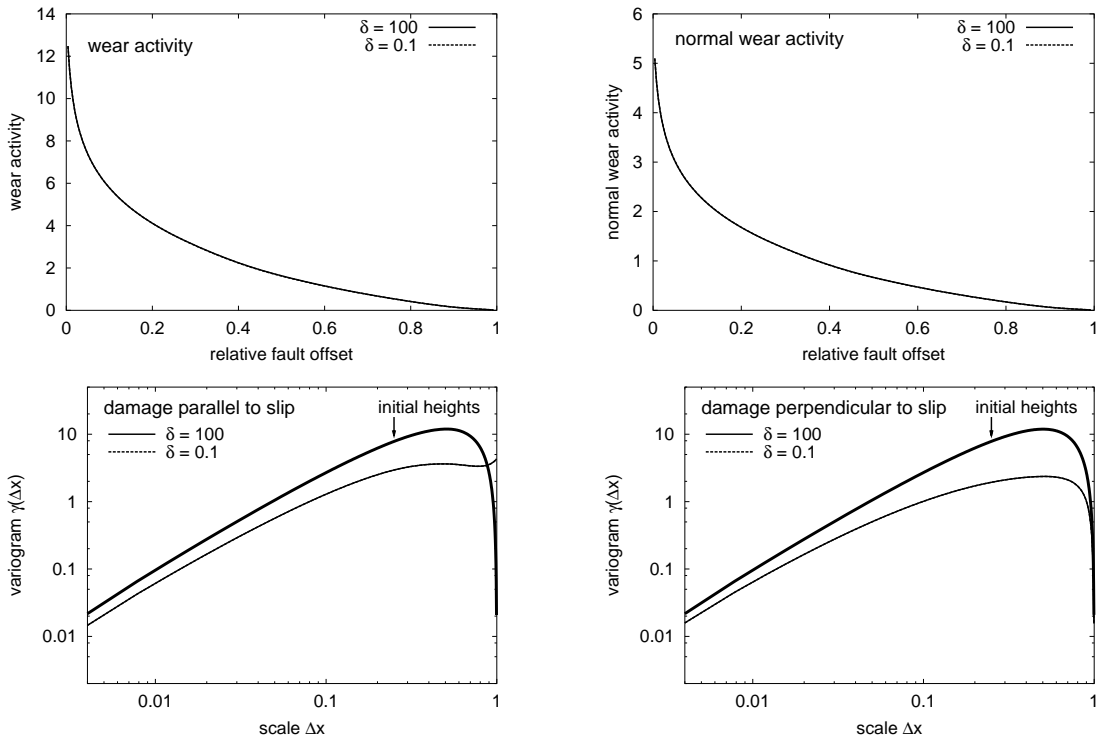 wear activity
δ = 100
δ = 0.1
14
12
10
8
6
4
2
0
wear activity
0 0.2 0.4 0.6 0.8 1
relative fault offset
normal wear activity
δ = 100
δ = 0.1
6
5
4
3
2
1
0
normal wear activity
0 0.2 0.4 0.6 0.8 1
relative fault offset
damage parallel to slip
δ = 100
δ = 0.1
initial heights
10
1
0.1
0.01
variogram γ(Δx)
0.01 0.1 1
scale Δx
damage perpendicular to slip
δ = 100
δ = 0.1
initial heights
10
1
0.1
0.01
variogram γ(Δx)
0.01 0.1 1
scale Δx